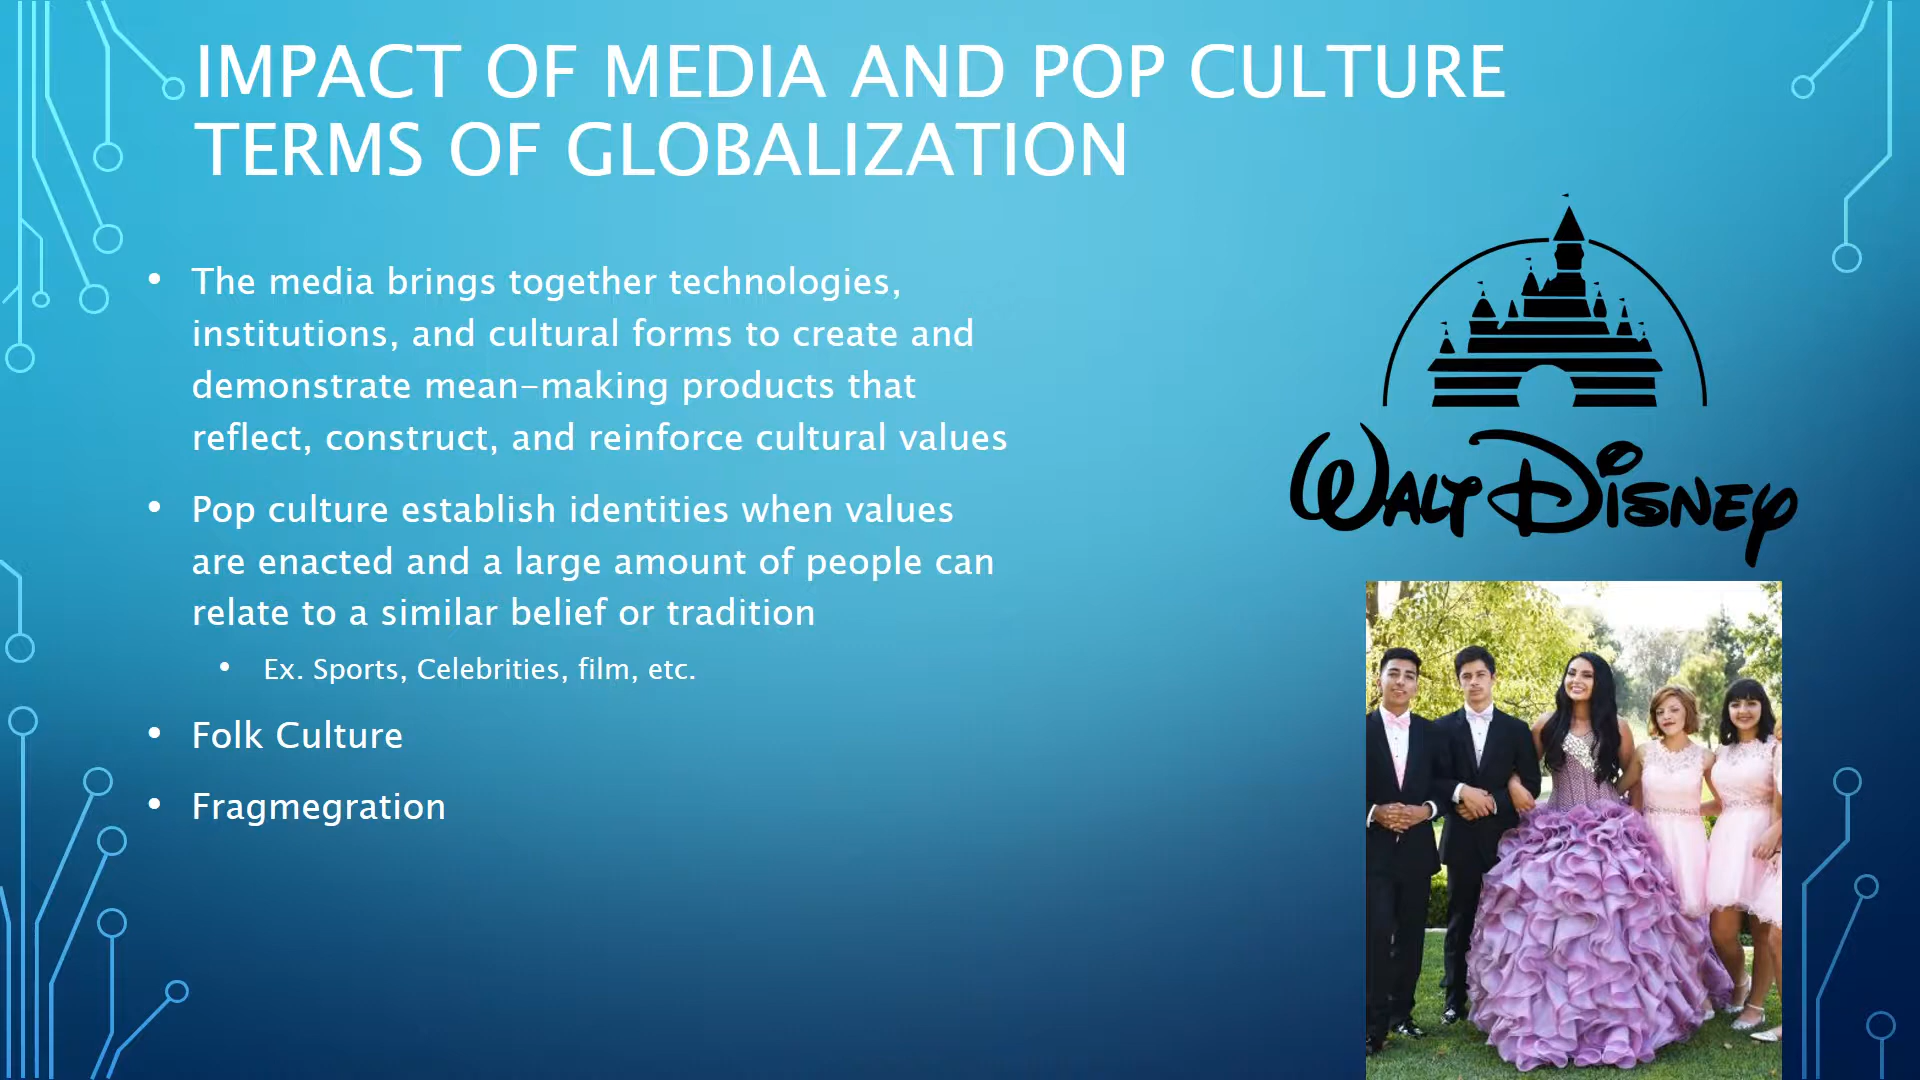 IMPACT OF MEDIA AND POP CULTURE
TERMS OF GLOBALIZATION
• The media brings together technologies,
institutions, and cultural forms to create and
demonstrate mean-making products that
reflect, construct, and reinforce cultural values
• Pop culture establish identities when values
are enacted and a large amount of people can
relate to a similar belief or tradition
• Ex. Sports, Celebrities, film, etc.
• Folk Culture
• Fragmegration
WALT DISNEY